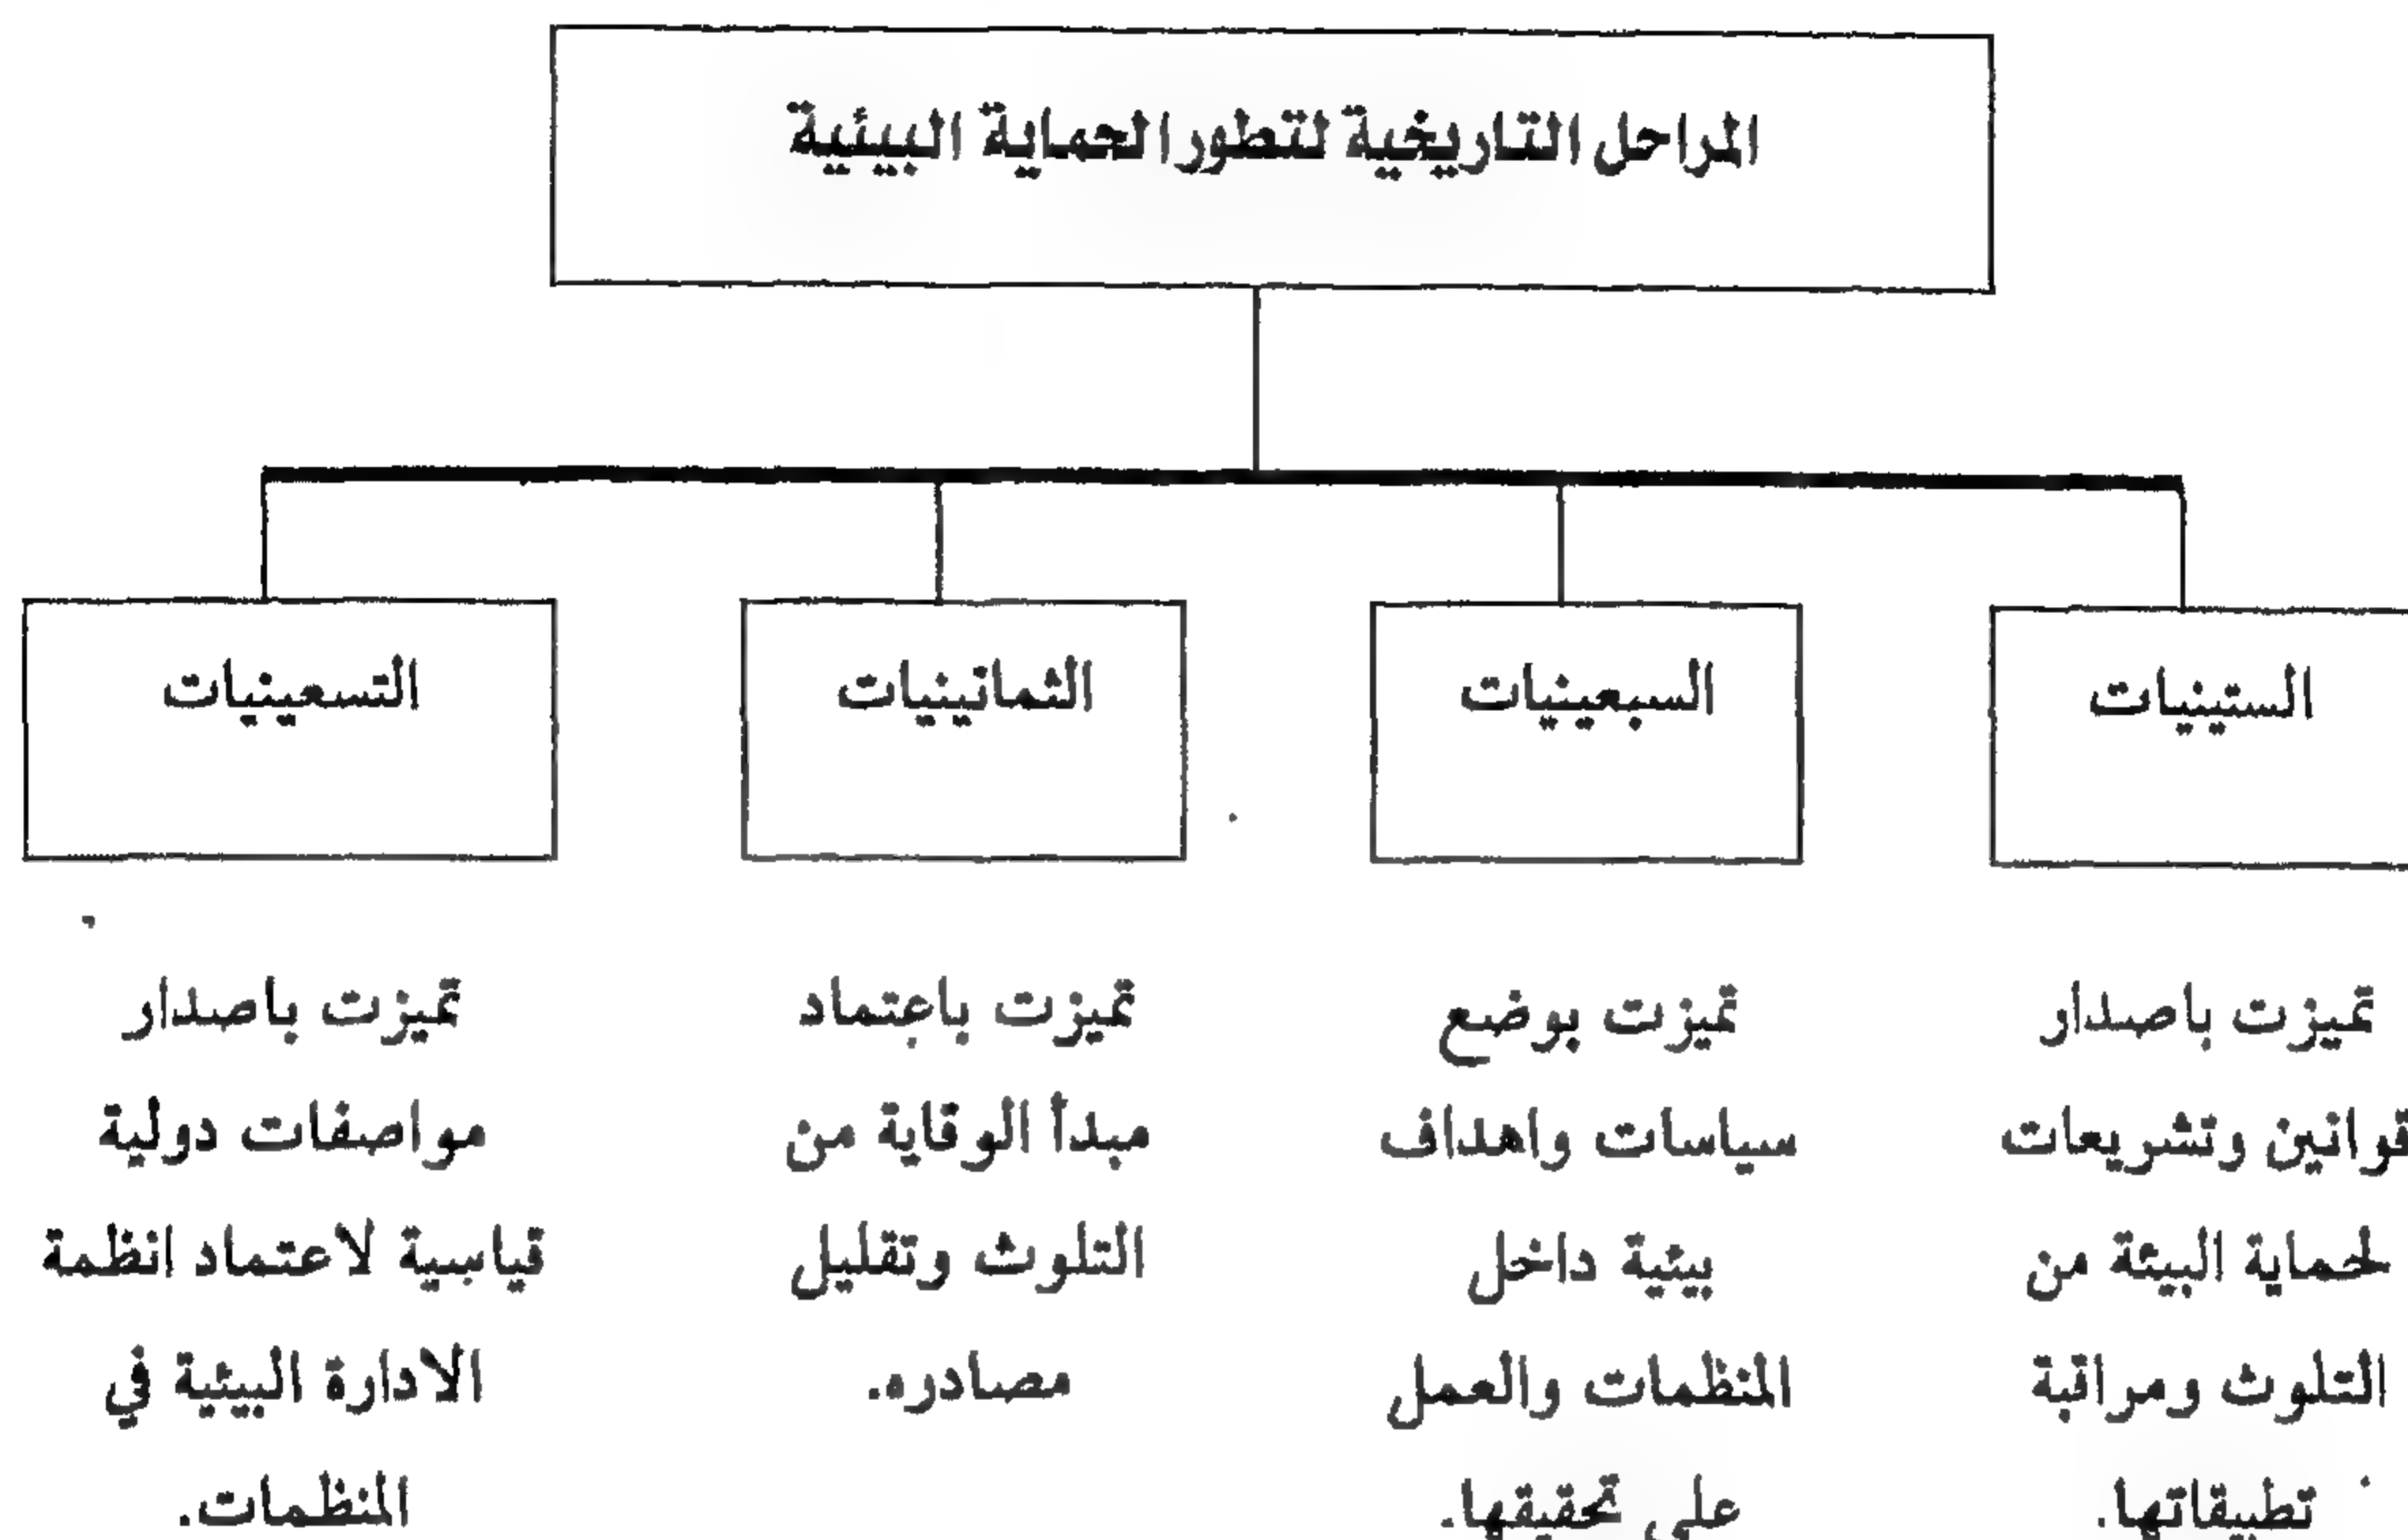 المراحل التاريخية لتطور الحماية البيئية
الستينيات
تميزت باصدار
قوانين وتشريعات
لحماية البيئة من
التلوث ومراقبة
تطبيقاتها.
السبعينيات
تميزت بوضع
سياسات واهداف
بيئية داخل
المنظمات والعمل
على تحقيقها.
الثمانينيات
تميزت باعتماد
مبدأ الوقاية من
التلوث وتقليل
مصادره.
التسعينيات
تميزت باصدار
مواصفات دولية
قياسية لاعتماد انظمة
الادارة البيئية في
المنظمات.